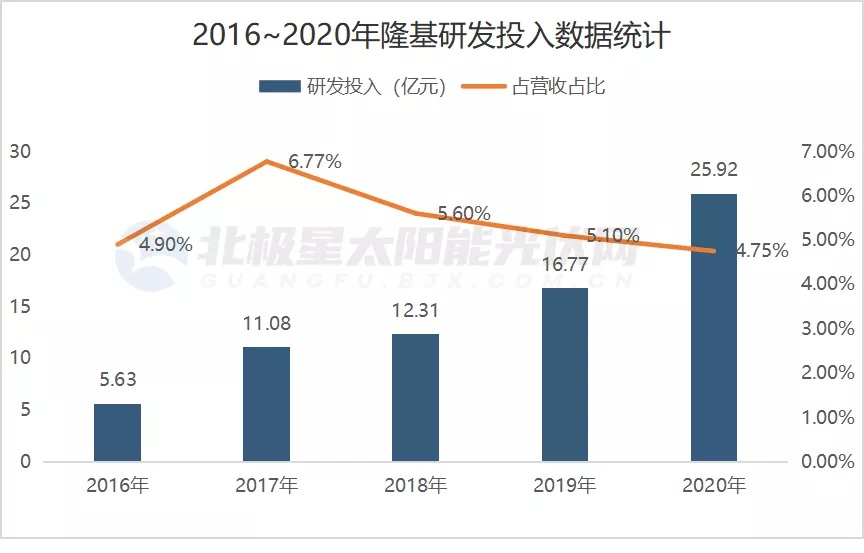 2016~2020年隆基研发投入数据统计
研发投入（亿元） 占营收占比
30 7.00%
25 6.00%
20 5.00%
15 4.00%
10 3.00%
5 2.00%
0 1.00%
0.00%
4.90% 6.77% 5.60% 5.10% 4.75%
5.63 11.08 12.31 16.77 25.92
北极星太阳能光伏网
GUANGFU.BJX.COM.CN
2016年 2017年 2018年 2019年 2020年